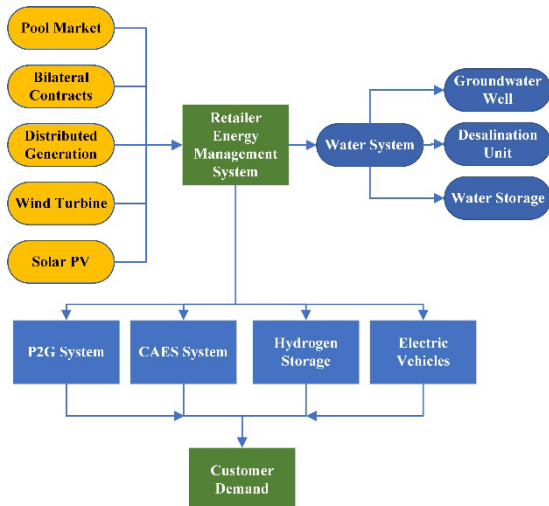 Pool Market
Bilateral
Contracts
Distributed
Generation
Wind Turbine
Solar PV
Retailer
Energy
Management
System
Water System
Groundwater
Well
Desalination
Unit
Water Storage
P2G System
CAES System
Hydrogen
Storage
Electric
Vehicles
Customer
Demand